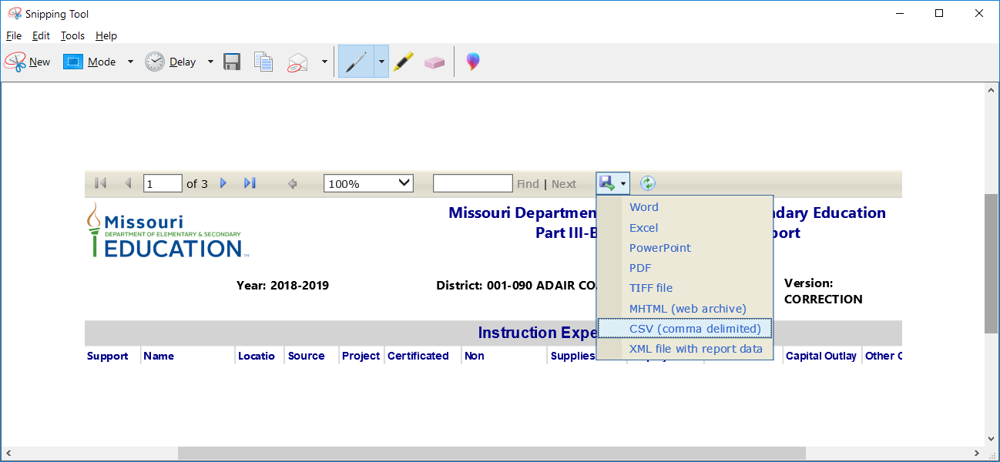 Snipping Tool
File Edit Tools Help
New Mode Delay
1 of 3 100% Find | Next
Word
Excel
PowerPoint
PDF
TIFF file
MHTML (web archive)
CSV (comma delimited)
XML file with report data
Missouri
DEPARTMENT OF ELEMENTARY & SECONDARY
EDUCATION™
Missouri Departmen dary Education
Part III-B port
Year: 2018-2019 District: 001-090 ADAIR CO. Version:
CORRECTION
Instruction Expe
Support Name Locatio Source Project Certificated Non Supplies Capital Outlay Other